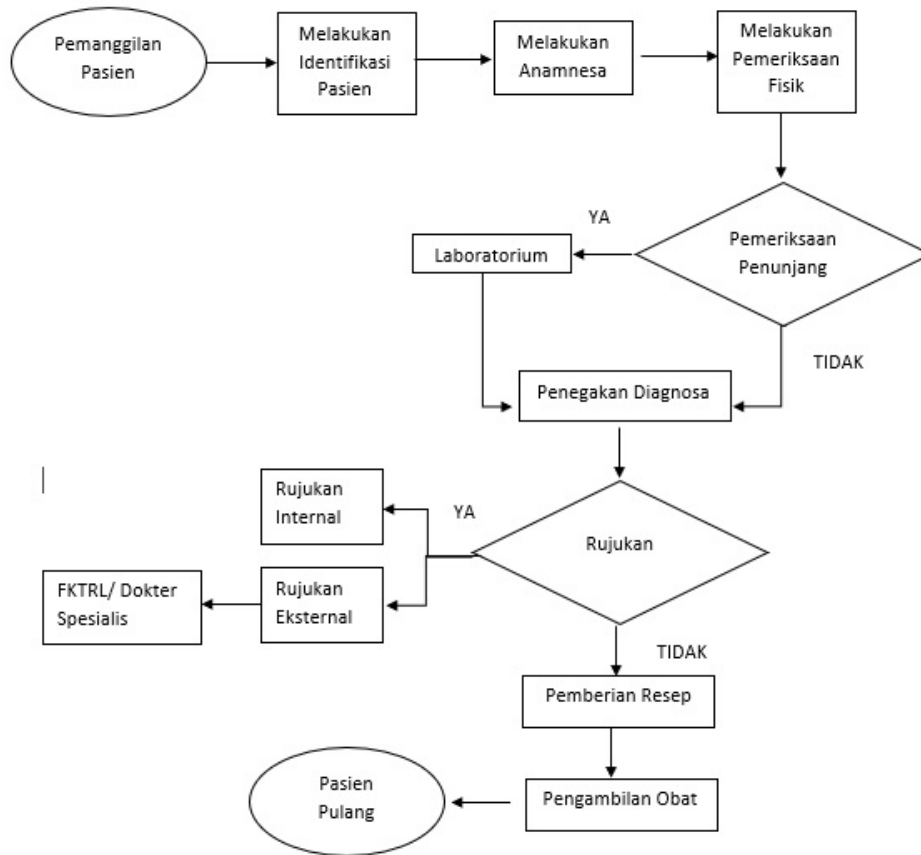 Pemanggilan
Pasien
Melakukan
Identifikasi
Pasien
Melakukan
Anamnesa
Melakukan
Pemeriksaan
Fisik
YA
Laboratorium
Pemeriksaan
Penunjang
TIDAK
Penegakan Diagnosa
Rujukan
Internal
YA
Rujukan
FKTRL/ Dokter
Spesialis
Rujukan
Eksternal
TIDAK
Pemberian Resep
Pasien
Pulang
Pengambilan Obat